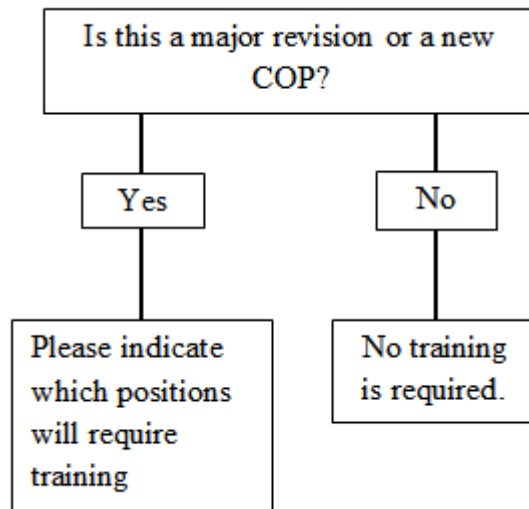 Is this a major revision or a new
COP?
Yes
No
Please indicate
which positions
will require
training
No training
is required.